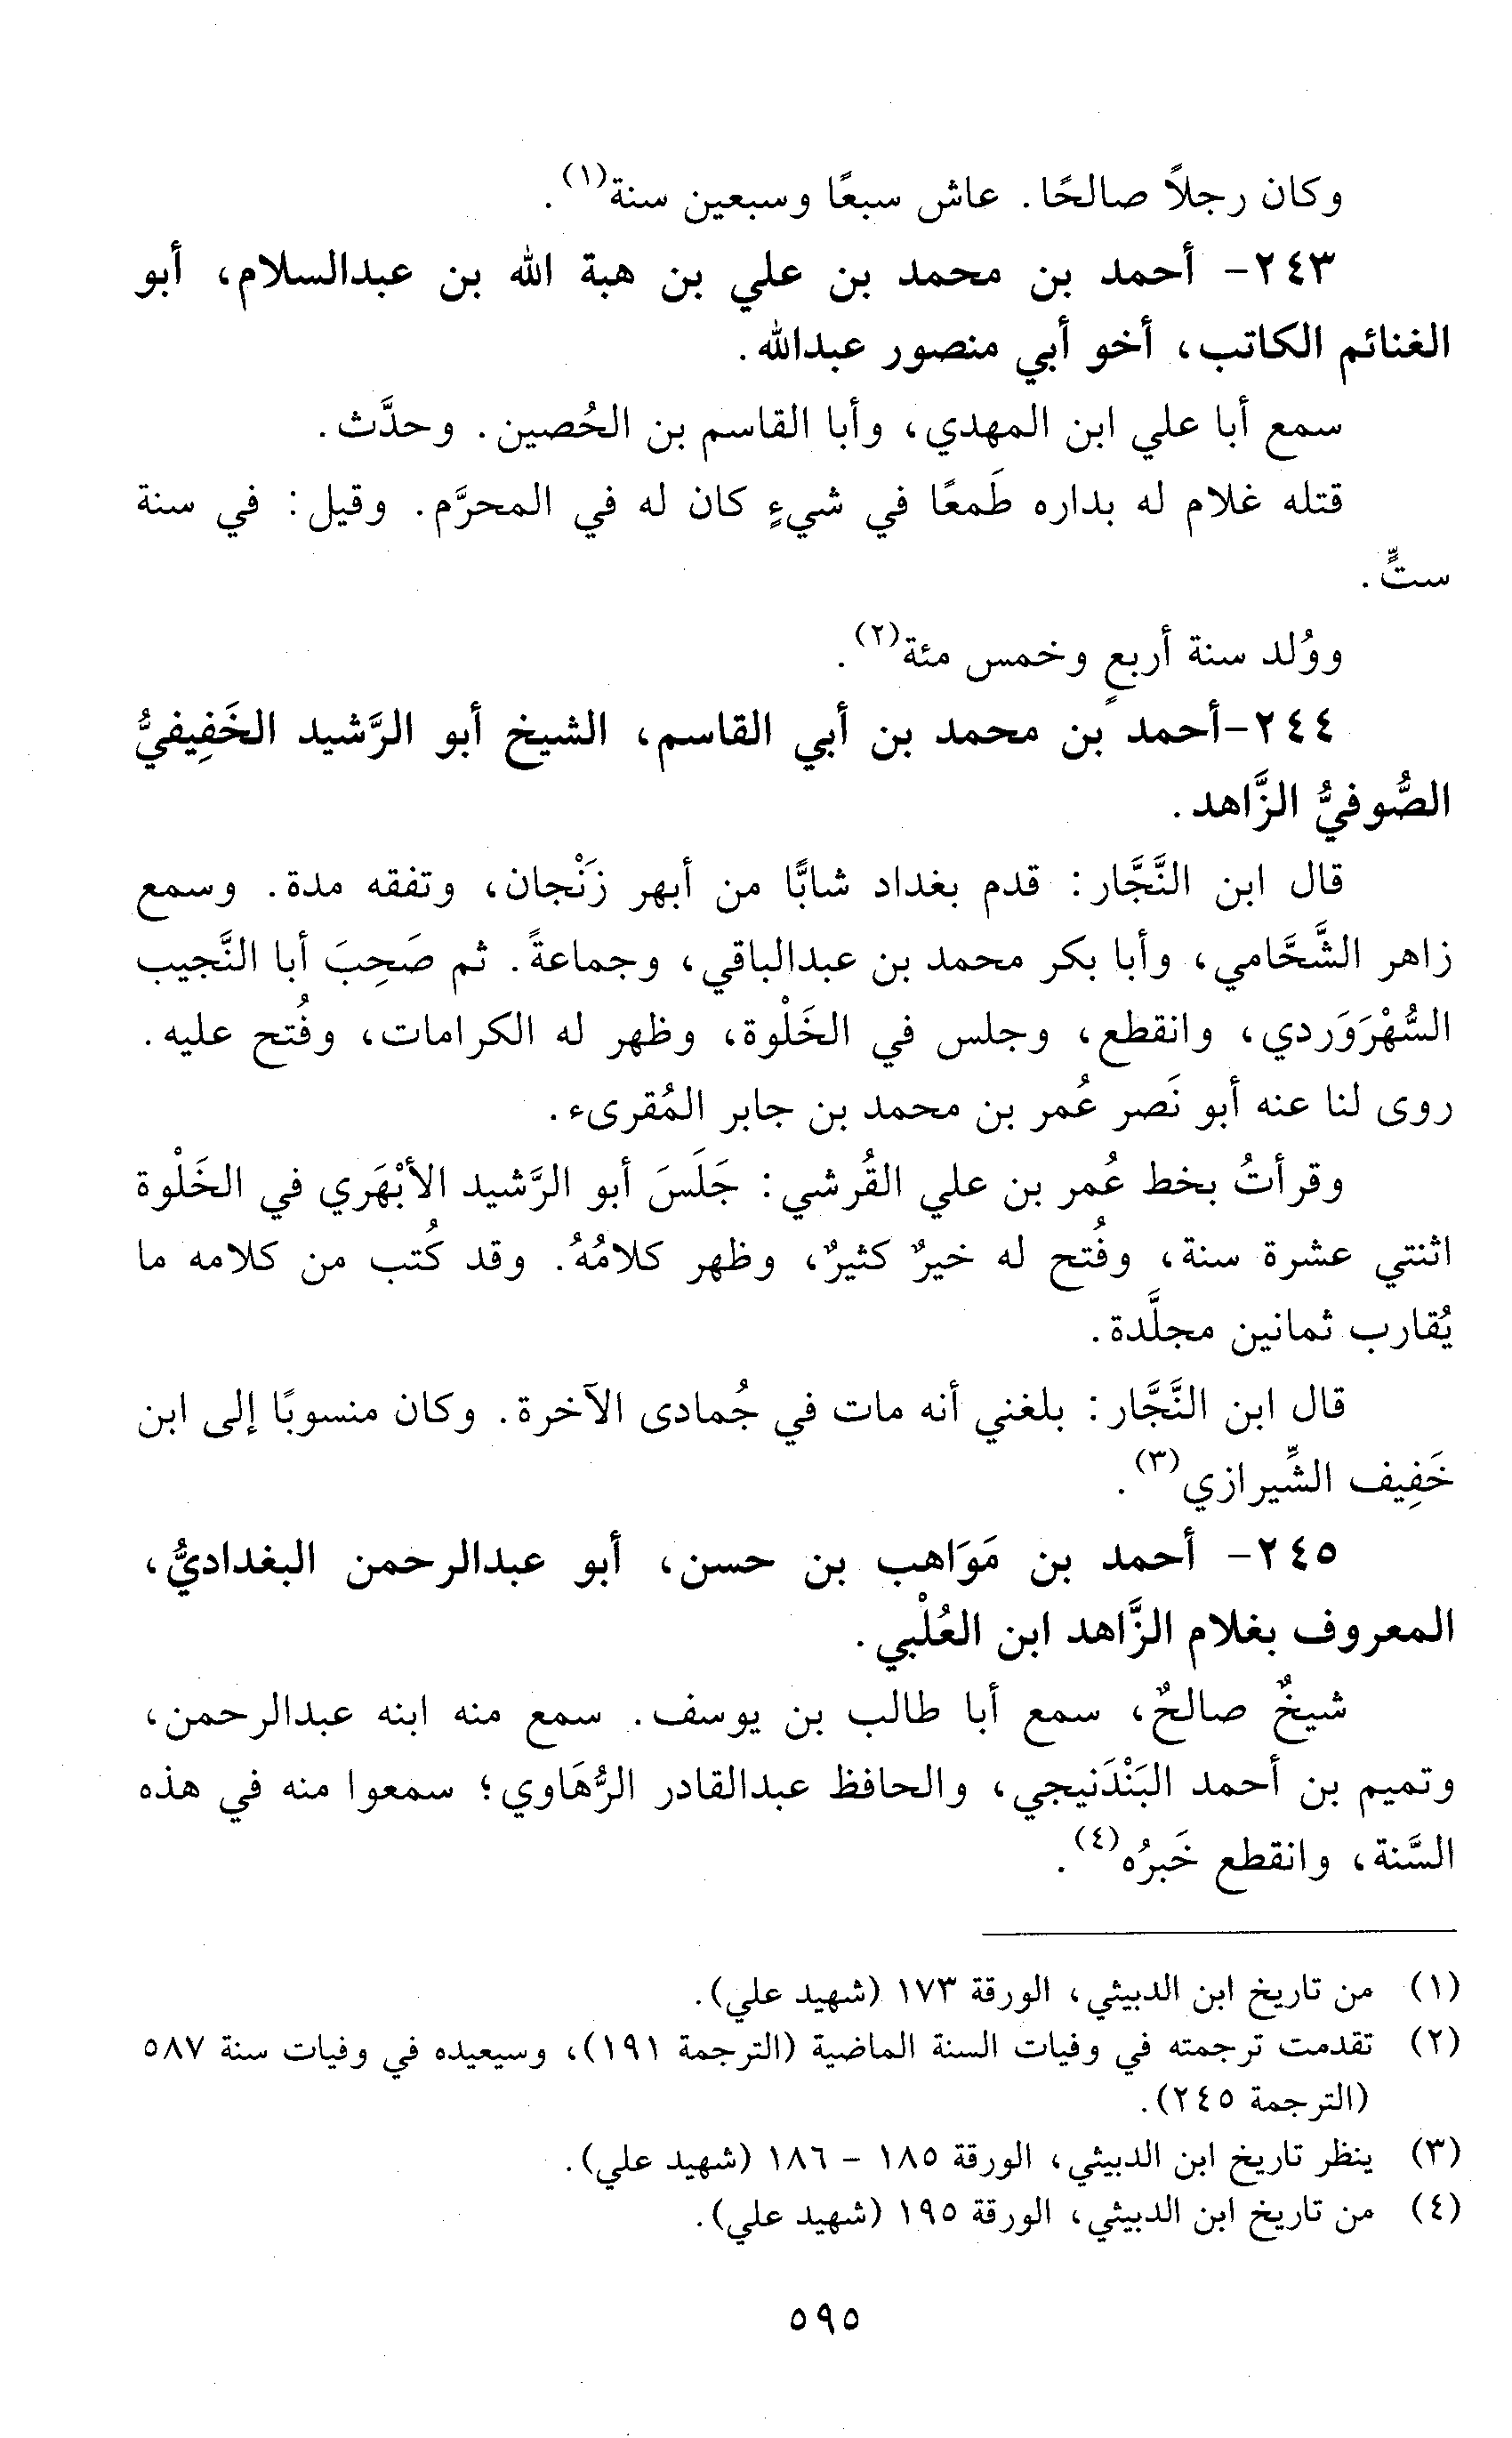 وكان رجلاً صالحًا. عاش سبعًا وسبعين سنة(١).
٢٤٣- أحمد بن محمد بن علي بن هبة الله بن عبدالسلام، أبو
الغنائم الكاتب، أخو أبي منصور عبدالله.
سمع أبا علي ابن المهدي، وأبا القاسم بن الحُصين. وحدَّث.
قتله غلام له بداره طَمعًا في شيءٍ كان له في المحرَّم. وقيل: في سنة
ستٍّ.
ووُلد سنة أربعٍ وخمس مئة(٢).
٢٤٤-أحمد بن محمد بن أبي القاسم، الشيخ أبو الرَّشيد الخَفِيفيُّ
الصُّوفيُّ الزَّاهد.
قال ابن النَّجَّار: قدم بغداد شابًّا من أبهر زَنْجان، وتفقه مدة. وسمع
زاهر الشَّحَّامي، وأبا بكر محمد بن عبدالباقي، وجماعةً. ثم صَحِبَ أبا النَّجيب
السُّهْرَوَردي، وانقطع، وجلس في الخَلْوة، وظهر له الكرامات، وفُتح عليه.
روى لنا عنه أبو نَصر عُمر بن محمد بن جابر المُقرىء.
وقرأتُ بخط عُمر بن علي القُرشي: جَلَسَ أبو الرَّشيد الأبْهَري في الخَلْوة
اثنتي عشرة سنة، وفُتح له خيرٌ كثيرٌ، وظهر كلامُهُ. وقد كُتب من كلامه ما
يُقارب ثمانين مجلَّدة.
قال ابن النَّجَّار: بلغني أنه مات في جُمادى الآخرة. وكان منسوبًا إلى ابن
خَفِيف الشِّيرازي(٣).
٢٤٥- أحمد بن مَوَاهب بن حسن، أبو عبدالرحمن البغداديُّ،
المعروف بغلام الزَّاهد ابن العُلْبي.
شيخٌ صالحٌ، سمع أبا طالب بن يوسف. سمع منه ابنه عبدالرحمن،
وتميم بن أحمد البَنْدَنيجي، والحافظ عبدالقادر الرُّهَاوي؛ سمعوا منه في هذه
السَّنة، وانقطع خَبرُه(٤).
(١) من تاريخ ابن الدبيثي، الورقة ١٧٣ (شهيد علي).
(٢) تقدمت ترجمته في وفيات السنة الماضية (الترجمة ١٩١)، وسيعيده في وفيات سنة ٥٨٧
(الترجمة ٢٤٥).
(٣) ينظر تاريخ ابن الدبيثي، الورقة ١٨٥ - ١٨٦ (شهيد علي).
(٤) من تاريخ ابن الدبيثي، الورقة ١٩٥ (شهيد علي).
٥٩٥